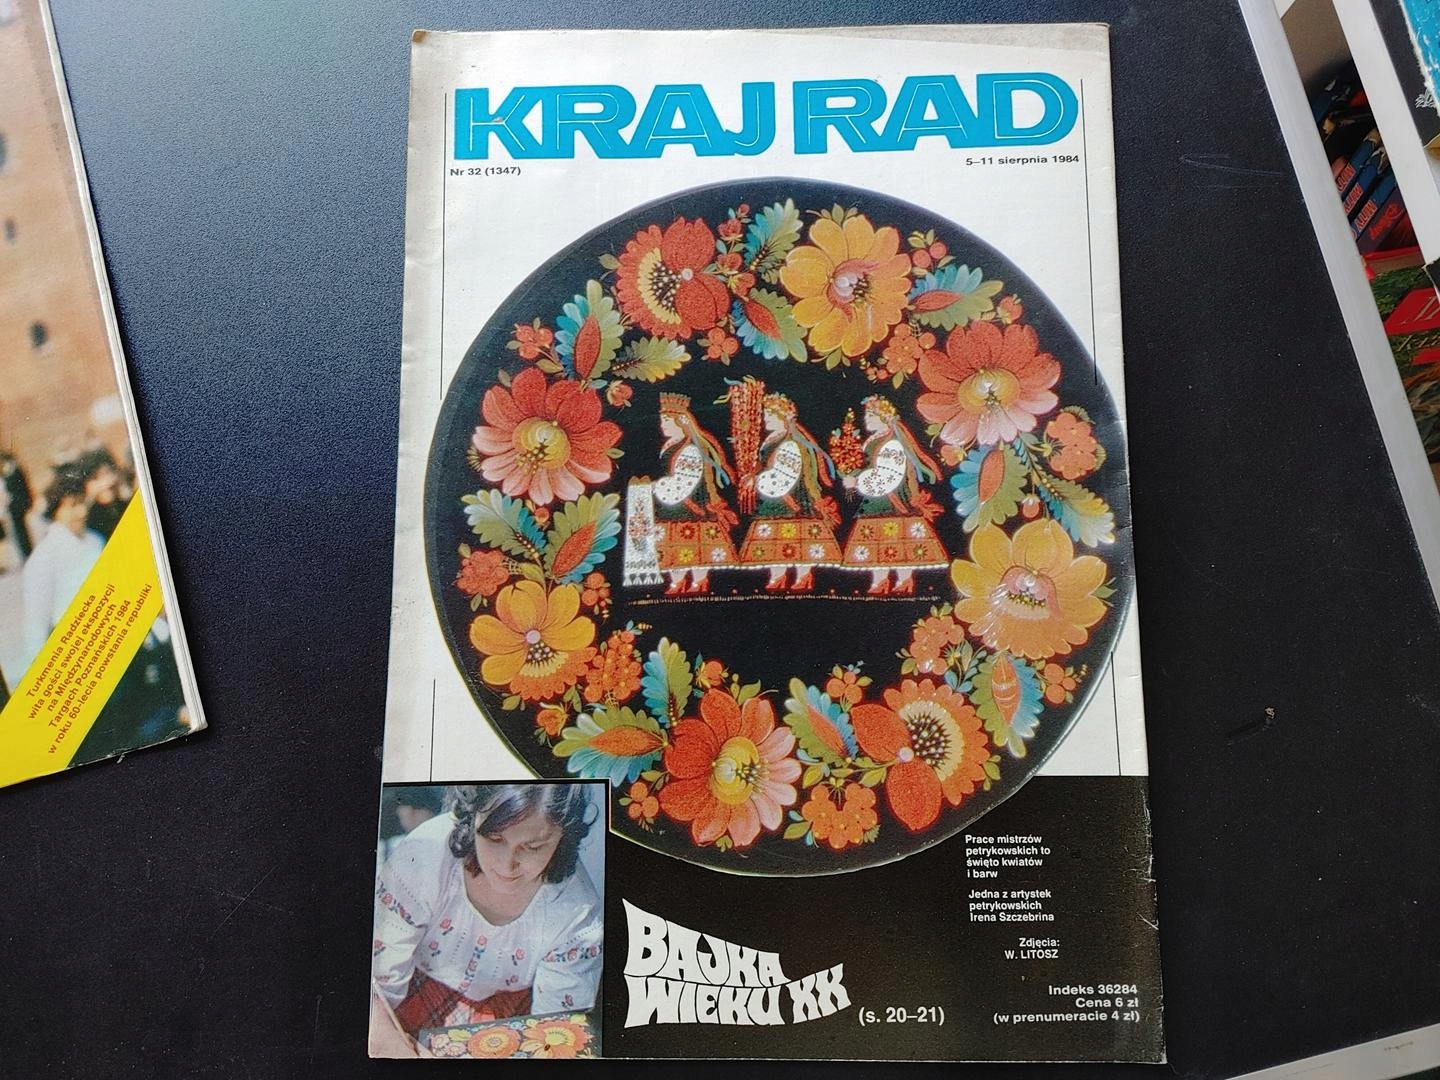 KRAJ RAD
Nr 32 (1347)
5–11 sierpnia 1984
Prace mistrzów
petrykowskich to
święto kwiatów
i barw
Jedna z artystek
petrykowskich
Irena Szczebrina
Zdjęcia:
W. LITOSZ
BAJKA
WIEKU XX
(s. 20–21)
Indeks 36284
Cena 6 zł
(w prenumeracie 4 zł)
Turkmenia Radziecka
wita gości swojej ekspozycji
na Międzynarodowych
Targach Poznańskich 1984
w roku 60-lecia powstania republiki